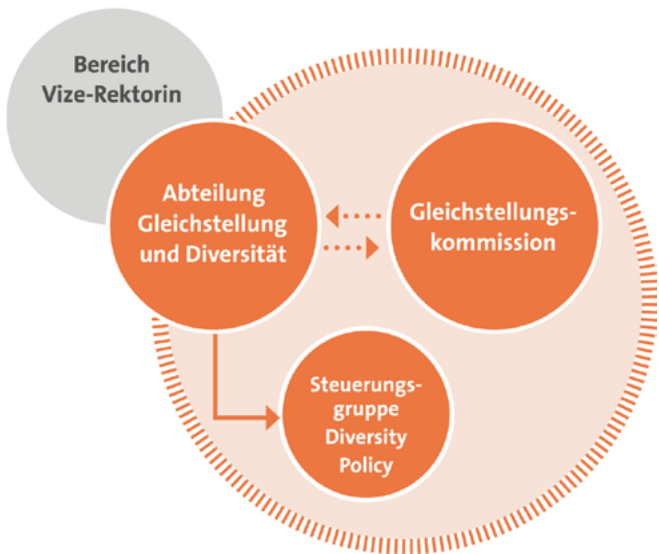 Bereich
Vize-Rektorin
Abteilung
Gleichstellung
und Diversität
Gleichstellungs-
kommission
Steuerungs-
gruppe
Diversity
Policy